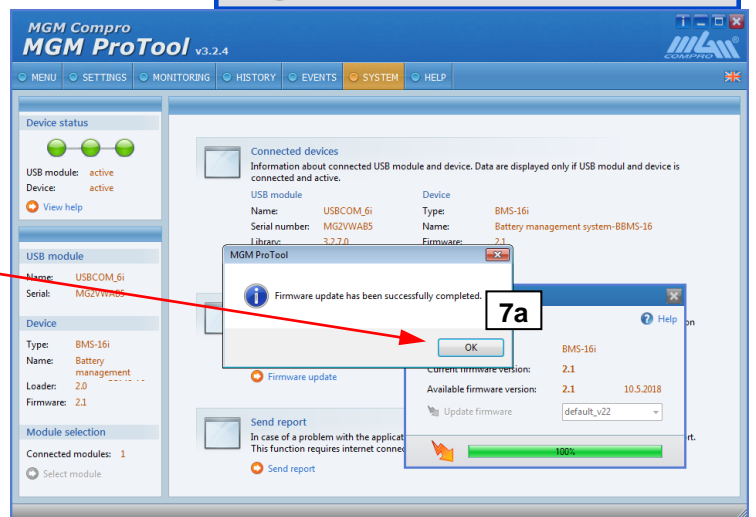 MGM Compro
MGM ProTool v3.2.4
COMPRO
MENU SETTINGS MONITORING HISTORY EVENTS SYSTEM HELP
Device status
USB module: active
Device: active
View help
USB module
Name: USBCOM_6i
Serial: MG2VWAB5
Device
Type: BMS-16i
Name: Battery
management
Loader: 2.0
Firmware: 2.1
Module selection
Connected modules: 1
Select module
Connected devices
Information about connected USB module and device. Data are displayed only if USB modul and device is
connected and active.
USB module Device
Name: USBCOM_6i Type: BMS-16i
Serial number: MG2VWAB5 Name: Battery management system-BBMS-16
Library: 3.2.7.0 Firmware: 2.1
MGM ProTool
Firmware update has been successfully completed.
OK
7a
Help
on
BMS-16i
Current firmware version: 2.1
Available firmware version: 2.1 10.5.2018
Update firmware default_v22
100%
Firmware update
Send report
In case of a problem with the applicat
rt.
This function requires internet connec
Send report